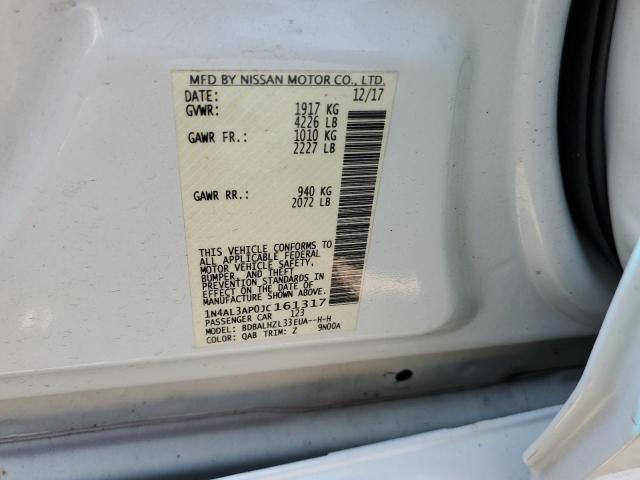 MFD BY NISSAN MOTOR CO., LTD.
DATE: 12/17
GVWR: 1917 KG
4226 LB
GAWR FR.: 1010 KG
2227 LB
GAWR RR.: 940 KG
2072 LB
THIS VEHICLE CONFORMS TO
ALL APPLICABLE FEDERAL
MOTOR VEHICLE SAFETY,
BUMPER, AND THEFT
PREVENTION STANDARDS IN
EFFECT ON THE DATE OF
MANUFACTURE SHOWN ABOVE.
1N4AL3AP0JC161317
PASSENGER CAR 123
MODEL: BDBALHZL33EUA--H-H
COLOR: QAB TRIM: Z 9N00A